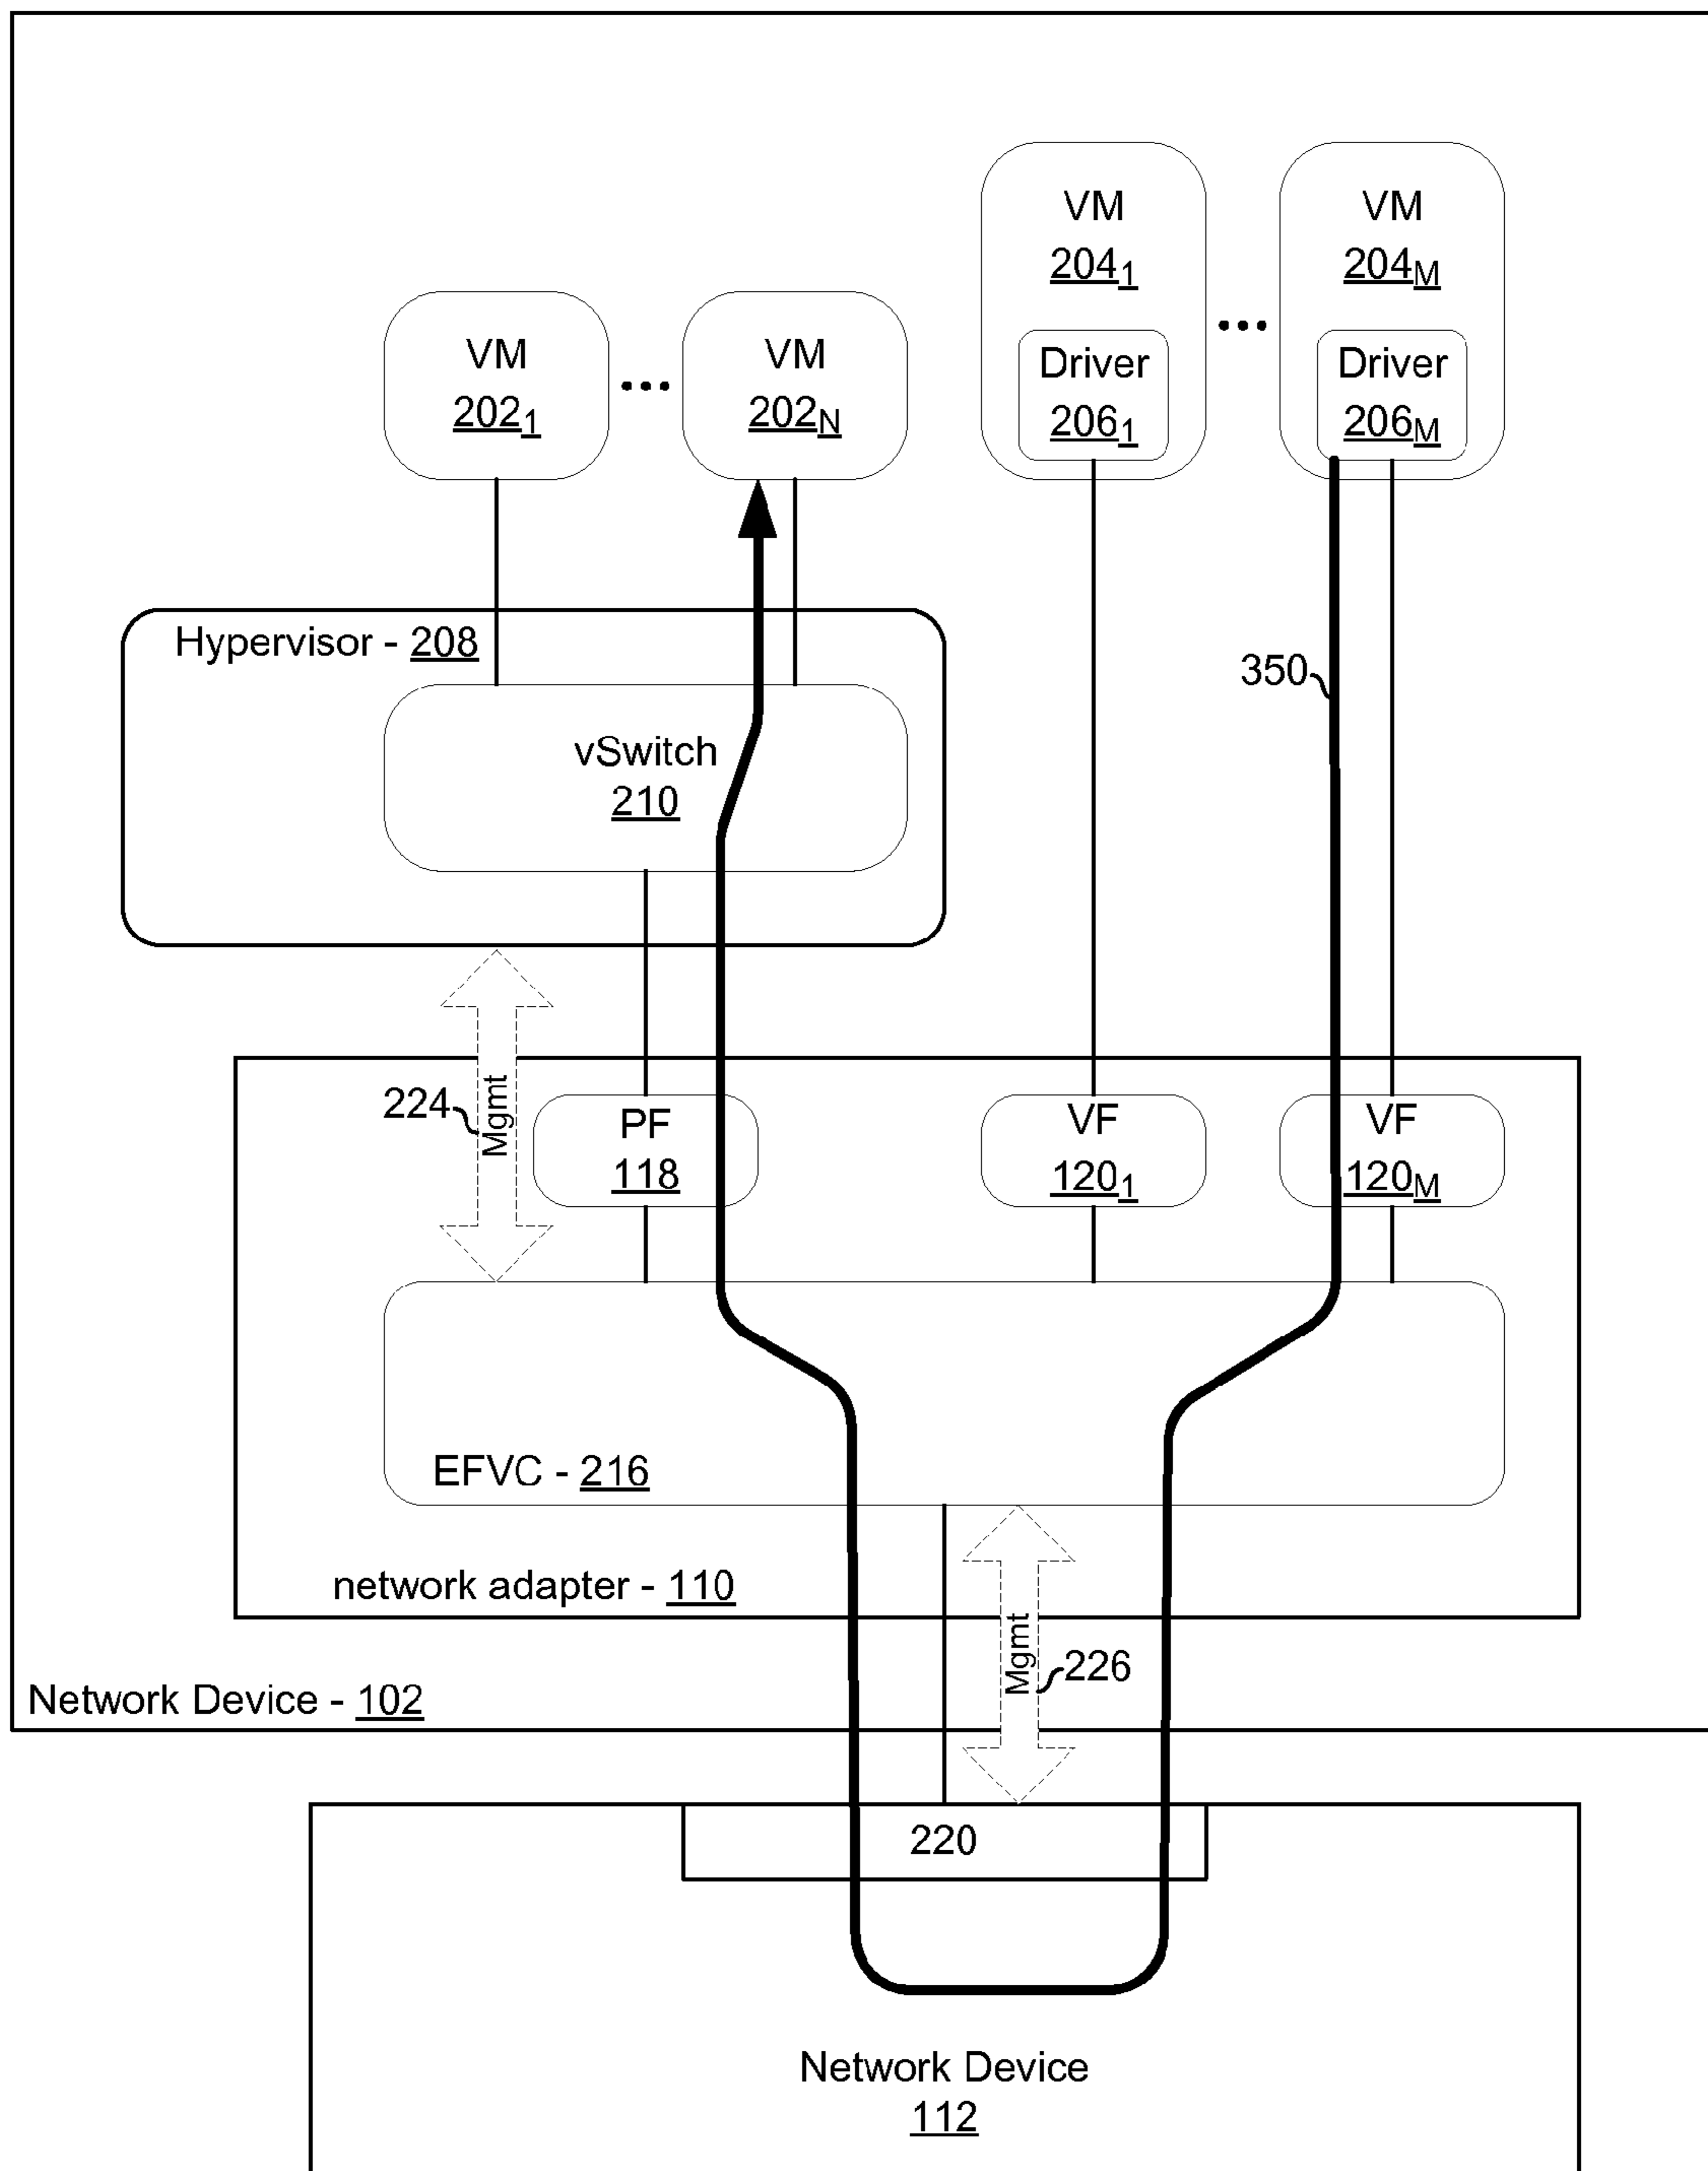 VM
204₁
VM
204M
Driver
206₁
Driver
206M
VM
202₁
VM
202N
Hypervisor - 208
350
vSwitch
210
224
Mgmt
PF
118
VF
120₁
VF
120M
EFVC - 216
network adapter - 110
Mgmt
226
Network Device - 102
220
Network Device
112